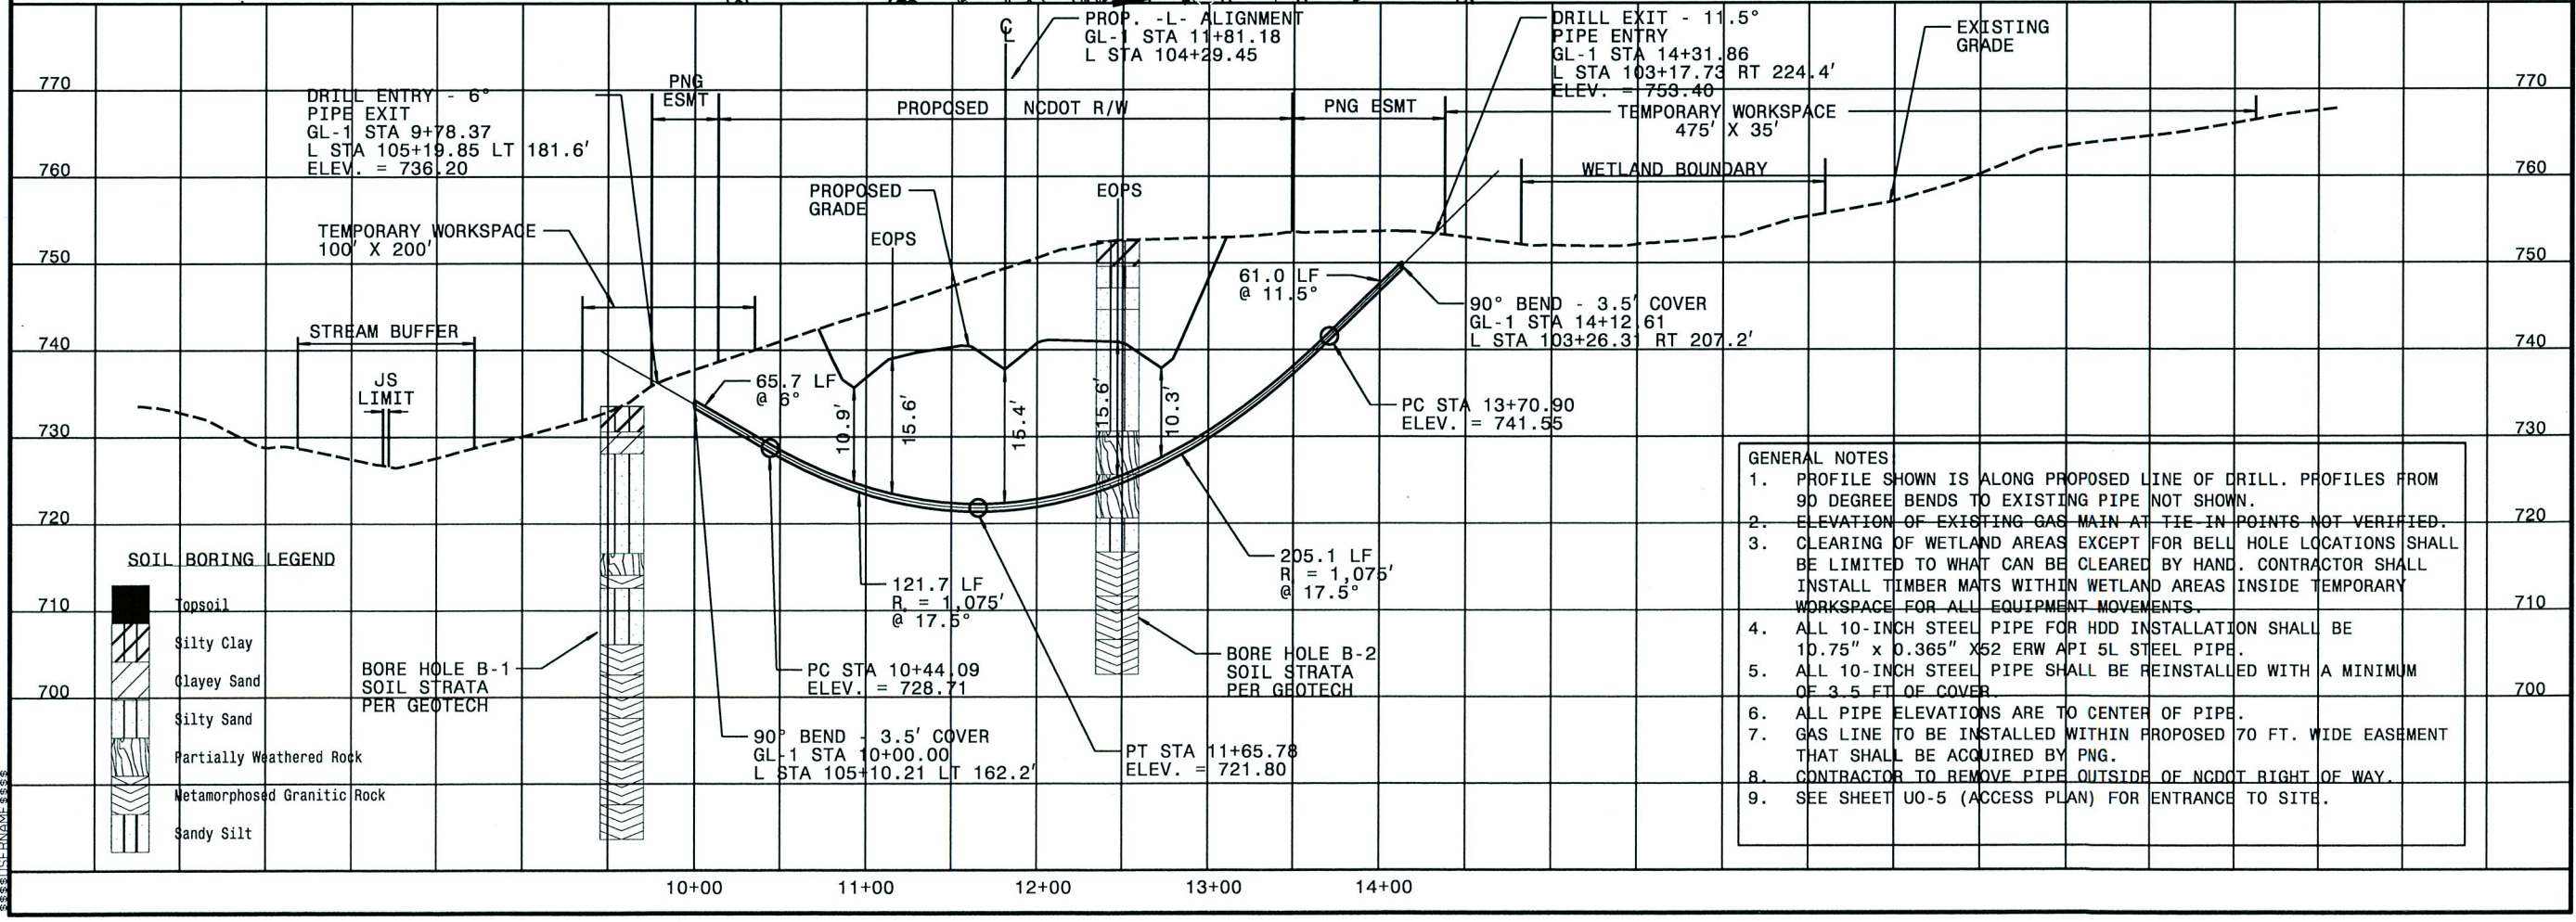 PROP. -L- ALIGNMENT
GL-1 STA 11+81.18
L STA 104+29.45
DRILL EXIT - 11.5°
PIPE ENTRY
GL-1 STA 14+31.86
L STA 103+17.73 RT 224.4'
ELEV. = 753.40
EXISTING
GRADE
770
770
PNG
ESMT
DRILL ENTRY - 6°
PIPE EXIT
GL-1 STA 9+78.37
L STA 105+19.85 LT 181.6'
ELEV. = 736.20
PROPOSED NCDOT R/W
PNG ESMT
TEMPORARY WORKSPACE
475' X 35'
760
760
WETLAND BOUNDARY
PROPOSED
GRADE
EOPS
TEMPORARY WORKSPACE
100' X 200'
EOPS
750
750
61.0 LF
@ 11.5°
90° BEND - 3.5' COVER
GL-1 STA 14+12.61
L STA 103+26.31 RT 207.2'
STREAM BUFFER
740
740
JS
LIMIT
65.7 LF
@ 6°
10.9'
15.6'
15.4'
15.6'
10.3'
PC STA 13+70.90
ELEV. = 741.55
730
730
GENERAL NOTES
1. PROFILE SHOWN IS ALONG PROPOSED LINE OF DRILL. PROFILES FROM
90 DEGREE BENDS TO EXISTING PIPE NOT SHOWN.
2. ELEVATION OF EXISTING GAS MAIN AT TIE-IN POINTS NOT VERIFIED.
3. CLEARING OF WETLAND AREAS EXCEPT FOR BELL HOLE LOCATIONS SHALL
BE LIMITED TO WHAT CAN BE CLEARED BY HAND. CONTRACTOR SHALL
INSTALL TIMBER MATS WITHIN WETLAND AREAS INSIDE TEMPORARY
WORKSPACE FOR ALL EQUIPMENT MOVEMENTS.
4. ALL 10-INCH STEEL PIPE FOR HDD INSTALLATION SHALL BE
10.75" x 0.365" X52 ERW API 5L STEEL PIPE.
5. ALL 10-INCH STEEL PIPE SHALL BE REINSTALLED WITH A MINIMUM
OF 3.5 FT OF COVER.
6. ALL PIPE ELEVATIONS ARE TO CENTER OF PIPE.
7. GAS LINE TO BE INSTALLED WITHIN PROPOSED 70 FT. WIDE EASEMENT
THAT SHALL BE ACQUIRED BY PNG.
8. CONTRACTOR TO REMOVE PIPE OUTSIDE OF NCDOT RIGHT OF WAY.
9. SEE SHEET UO-5 (ACCESS PLAN) FOR ENTRANCE TO SITE.
720
720
SOIL BORING LEGEND
Topsoil
Silty Clay
Clayey Sand
Silty Sand
Partially Weathered Rock
Metamorphosed Granitic Rock
Sandy Silt
121.7 LF
R = 1,075'
@ 17.5°
205.1 LF
R = 1,075'
@ 17.5°
710
710
BORE HOLE B-1
SOIL STRATA
PER GEOTECH
PC STA 10+44.09
ELEV. = 728.71
BORE HOLE B-2
SOIL STRATA
PER GEOTECH
700
700
90° BEND - 3.5' COVER
GL-1 STA 10+00.00
L STA 105+10.21 LT 162.2'
PT STA 11+65.78
ELEV. = 721.80
10+00
11+00
12+00
13+00
14+00